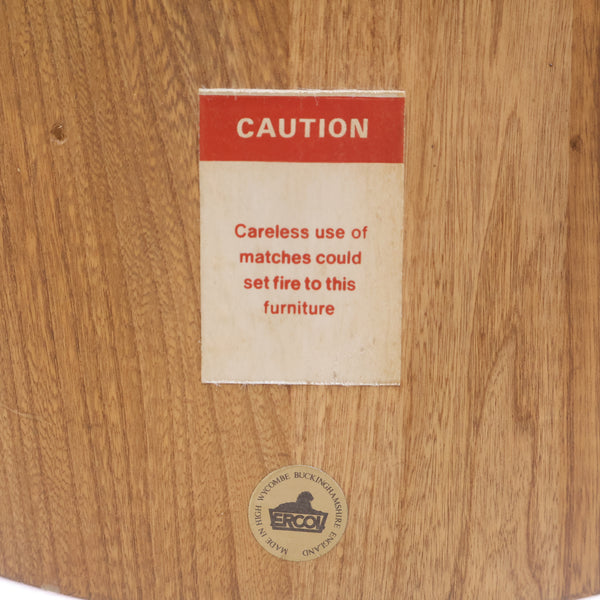 CAUTION
Careless use of
matches could
set fire to this
furniture
MADE IN HIGH WYCOMBE BUCKINGHAMSHIRE ENGLAND
ERCOL